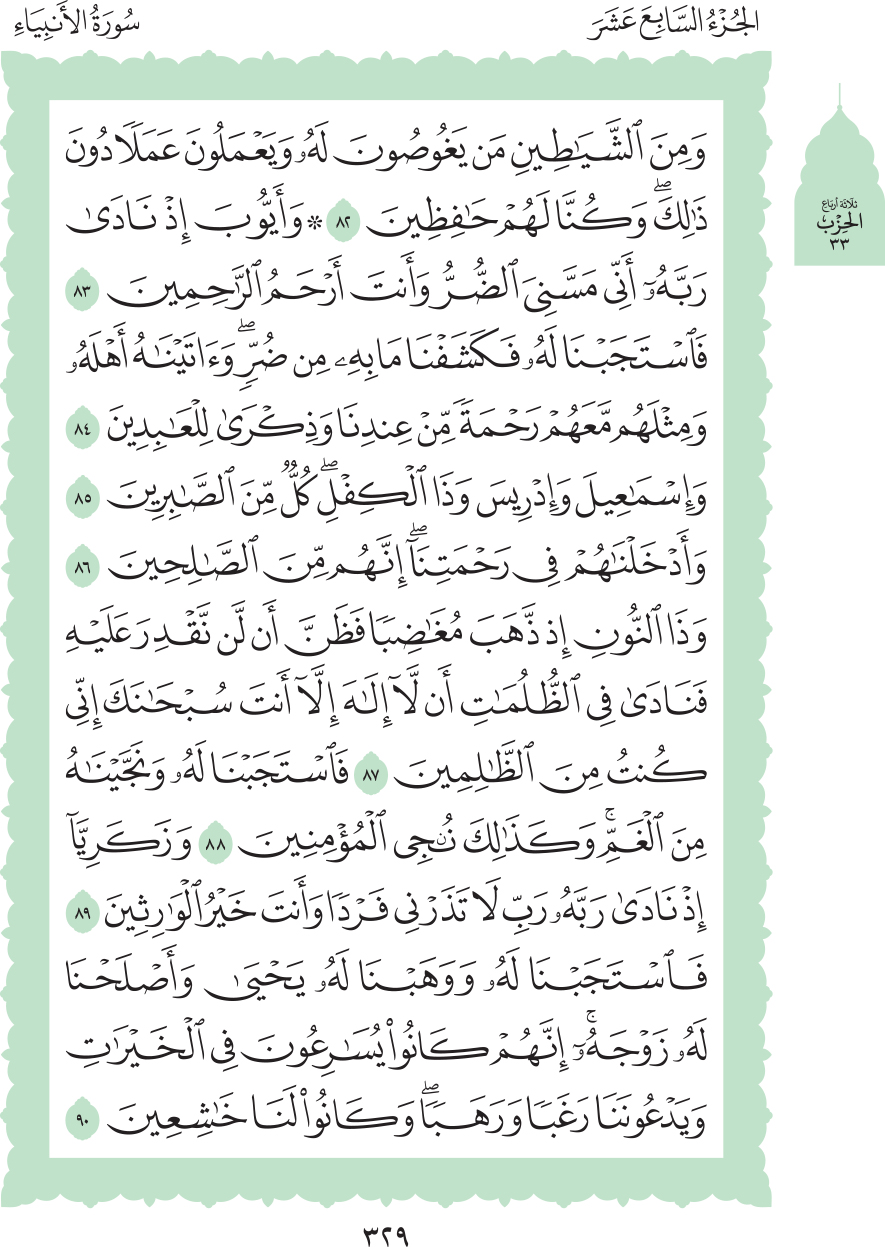 سُورَةُ الأَنبِيَاءِ
الجُزْءُ السَّابِعَ عَشَرَ
وَمِنَ ٱلشَّيَـٰطِينِ مَن يَغُوصُونَ لَهُۥ وَيَعْمَلُونَ عَمَلًا دُونَ
ذَٰلِكَۖ وَكُنَّا لَهُمْ حَـٰفِظِينَ ٨٢ * وَأَيُّوبَ إِذْ نَادَىٰ
رَبَّهُۥٓ أَنِّي مَسَّنِيَ ٱلضُّرُّ وَأَنتَ أَرْحَمُ ٱلرَّٰحِمِينَ ٨٣
فَٱسْتَجَبْنَا لَهُۥ فَكَشَفْنَا مَا بِهِۦ مِن ضُرٍّۖ وَءَاتَيْنَـٰهُ أَهْلَهُۥ
وَمِثْلَهُم مَّعَهُمْ رَحْمَةً مِّنْ عِندِنَا وَذِكْرَىٰ لِلْعَـٰبِدِينَ ٨٤
وَإِسْمَـٰعِيلَ وَإِدْرِيسَ وَذَا ٱلْكِفْلِۖ كُلٌّ مِّنَ ٱلصَّـٰبِرِينَ ٨٥
وَأَدْخَلْنَـٰهُمْ فِي رَحْمَتِنَآۖ إِنَّهُم مِّنَ ٱلصَّـٰلِحِينَ ٨٦
وَذَا ٱلنُّونِ إِذ ذَّهَبَ مُغَـٰضِبًا فَظَنَّ أَن لَّن نَّقْدِرَ عَلَيْهِ
فَنَادَىٰ فِي ٱلظُّلُمَـٰتِ أَن لَّآ إِلَـٰهَ إِلَّآ أَنتَ سُبْحَـٰنَكَ إِنِّي
كُنتُ مِنَ ٱلظَّـٰلِمِينَ ٨٧ فَٱسْتَجَبْنَا لَهُۥ وَنَجَّيْنَـٰهُ
مِنَ ٱلْغَمِّۚ وَكَذَٰلِكَ نُـۨجِي ٱلْمُؤْمِنِينَ ٨٨ وَزَكَرِيَّآ
إِذْ نَادَىٰ رَبَّهُۥ رَبِّ لَا تَذَرْنِي فَرْدًا وَأَنتَ خَيْرُ ٱلْوَٰرِثِينَ ٨٩
فَٱسْتَجَبْنَا لَهُۥ وَوَهَبْنَا لَهُۥ يَحْيَىٰ وَأَصْلَحْنَا
لَهُۥ زَوْجَهُۥٓۚ إِنَّهُمْ كَانُوا۟ يُسَـٰرِعُونَ فِي ٱلْخَيْرَٰتِ
وَيَدْعُونَنَا رَغَبًا وَرَهَبًاۖ وَكَانُوا۟ لَنَا خَـٰشِعِينَ ٩٠
ثلاثة أرباع
الحِزْب
٣٣
٣٢٩